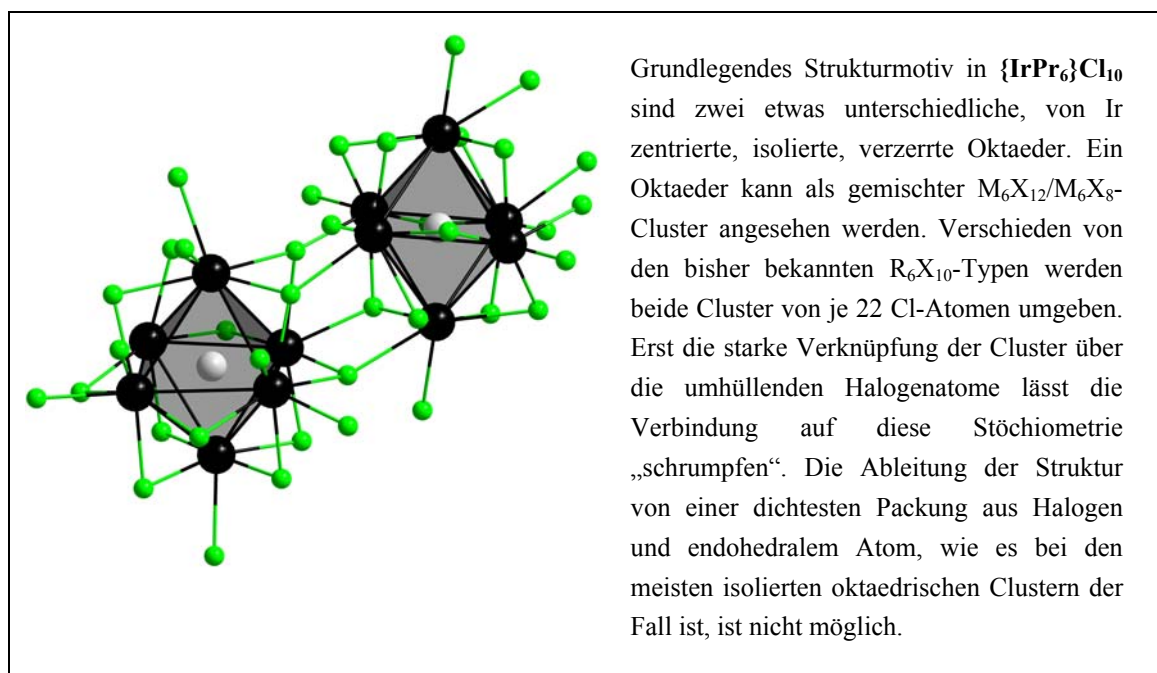 Grundlegendes Strukturmotiv in {IrPr₆}Cl₁₀
sind zwei etwas unterschiedliche, von Ir
zentrierte, isolierte, verzerrte Oktaeder. Ein
Oktaeder kann als gemischter M₆X₁₂/M₆X₈-
Cluster angesehen werden. Verschieden von
den bisher bekannten R₆X₁₀-Typen werden
beide Cluster von je 22 Cl-Atomen umgeben.
Erst die starke Verknüpfung der Cluster über
die umhüllenden Halogenatome lässt die
Verbindung auf diese Stöchiometrie
„schrumpfen“. Die Ableitung der Struktur
von einer dichtesten Packung aus Halogen
und endohedralem Atom, wie es bei den
meisten isolierten oktaedrischen Clustern der
Fall ist, ist nicht möglich.